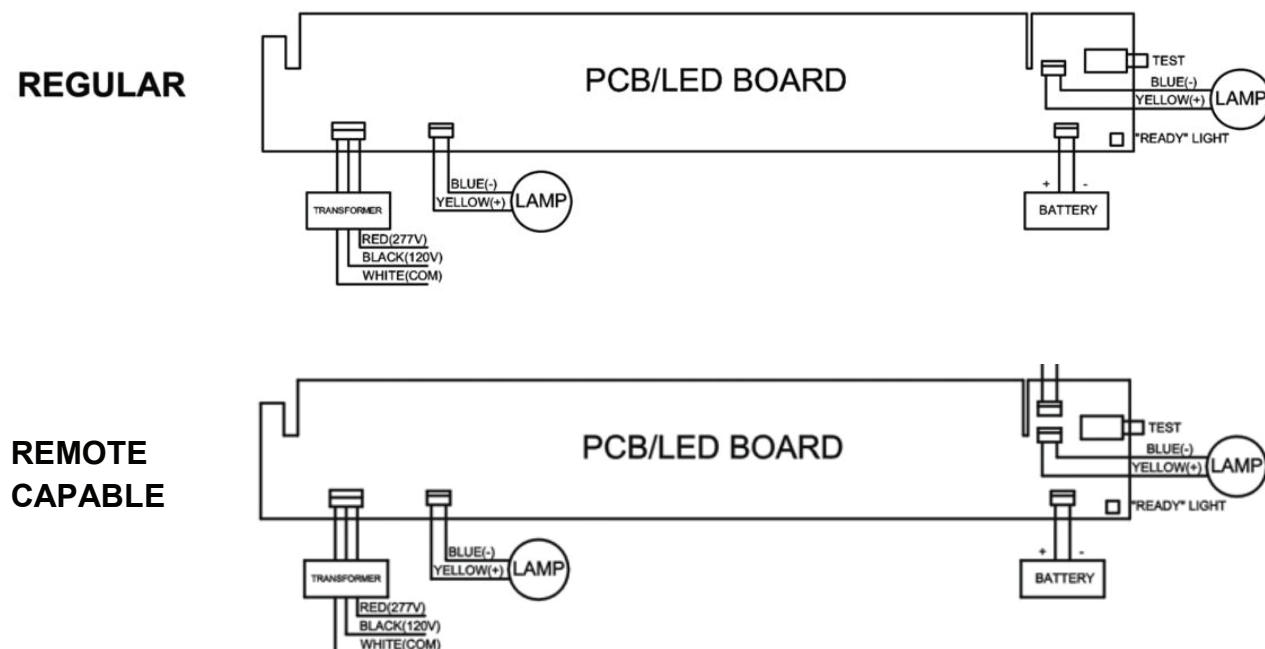 REGULAR
PCB/LED BOARD
TEST
BLUE(-)
YELLOW(+)
LAMP
"READY" LIGHT
BLUE(-)
YELLOW(+)
LAMP
TRANSFORMER
+ -
BATTERY
RED(277V)
BLACK(120V)
WHITE(COM)
REMOTE
CAPABLE
PCB/LED BOARD
TEST
BLUE(-)
YELLOW(+)
LAMP
"READY" LIGHT
BLUE(-)
YELLOW(+)
LAMP
TRANSFORMER
+ -
BATTERY
RED(277V)
BLACK(120V)
WHITE(COM)